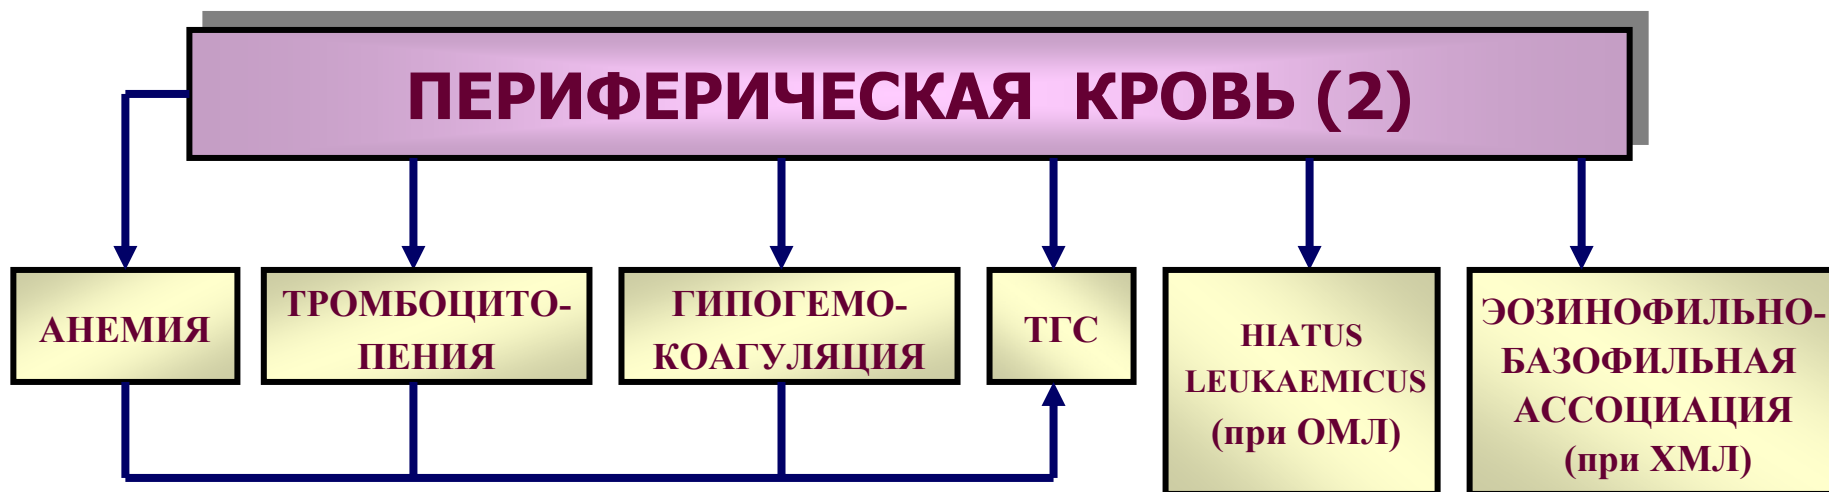 ПЕРИФЕРИЧЕСКАЯ КРОВЬ (2)
АНЕМИЯ
ТРОМБОЦИТО-
ПЕНИЯ
ГИПОГЕМО-
КОАГУЛЯЦИЯ
ТГС
HIATUS
LEUKAEMICUS
(при ОМЛ)
ЭОЗИНОФИЛЬНО-
БАЗОФИЛЬНАЯ
АССОЦИАЦИЯ
(при ХМЛ)